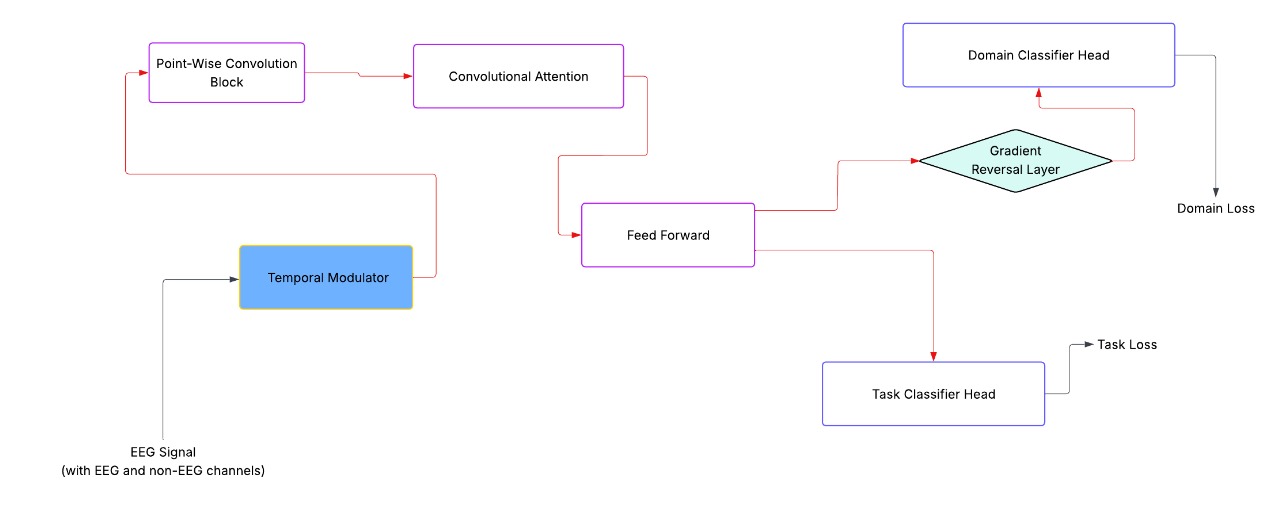 Point-Wise Convolution
Block
Convolutional Attention
Domain Classifier Head
Gradient
Reversal Layer
Domain Loss
Feed Forward
Temporal Modulator
Task Loss
Task Classifier Head
EEG Signal
(with EEG and non-EEG channels)